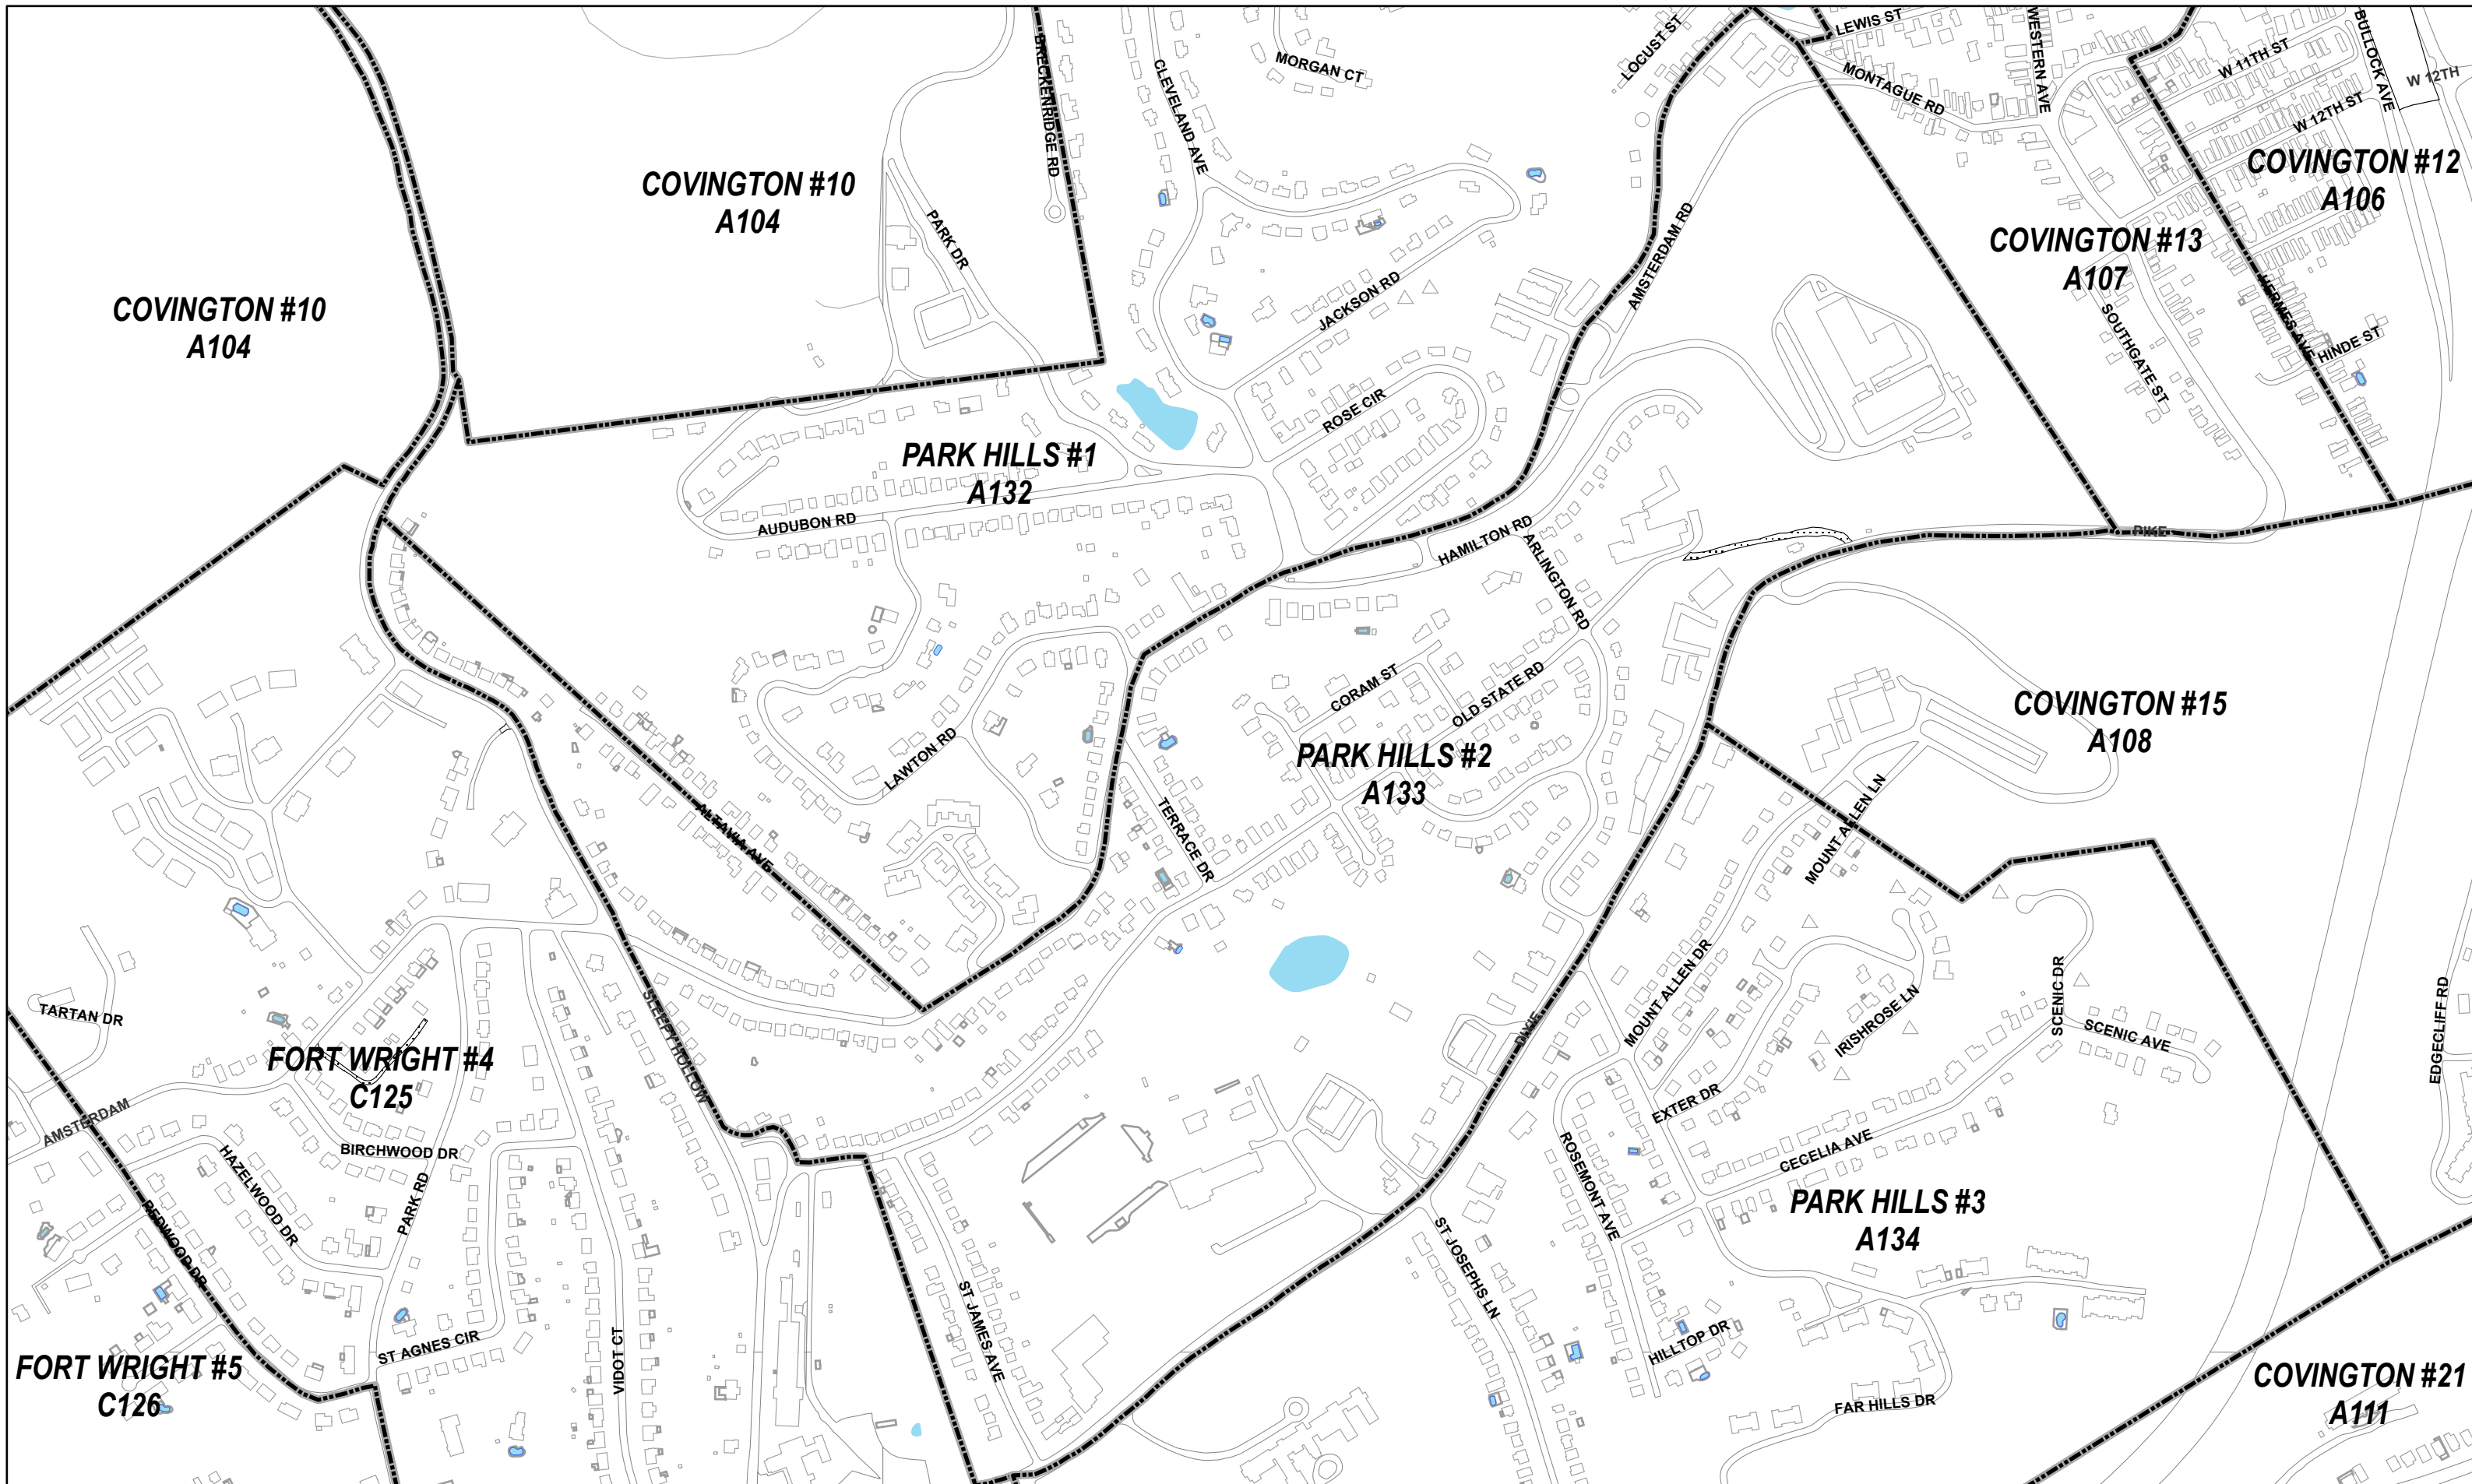 LEWIS ST
WESTERN AVE
BULLOCK AVE
LOCUST ST
W 11TH ST
W 12TH
BRECKENRIDGE RD
CLEVELAND AVE
MORGAN CT
MONTAGUE RD
W 12TH ST
COVINGTON #10
A104
COVINGTON #12
A106
PARK DR
AMSTERDAM RD
COVINGTON #13
A107
COVINGTON #10
A104
JACKSON RD
SOUTHGATE ST
HERMES AVE
HINDE ST
ROSE CIR
PARK HILLS #1
A132
AUDUBON RD
HAMILTON RD
ARLINGTON RD
PIKE
CORAM ST
OLD STATE RD
COVINGTON #15
A108
LAWTON RD
PARK HILLS #2
A133
ALTAVIA AVE
TERRACE DR
MOUNT ALLEN LN
MOUNT ALLEN DR
TARTAN DR
SLEEPY HOLLOW
DIXIE
IRISHROSE LN
SCENIC DR
SCENIC AVE
EDGECLIFF RD
FORT WRIGHT #4
C125
AMSTERDAM
EXTER DR
BIRCHWOOD DR
HAZELWOOD DR
PARK RD
ROSEMONT AVE
CECELIA AVE
REDWOOD DR
PARK HILLS #3
A134
ST JOSEPHS LN
ST JAMES AVE
VIDOT CT
ST AGNES CIR
HILLTOP DR
FORT WRIGHT #5
C126
FAR HILLS DR
COVINGTON #21
A111